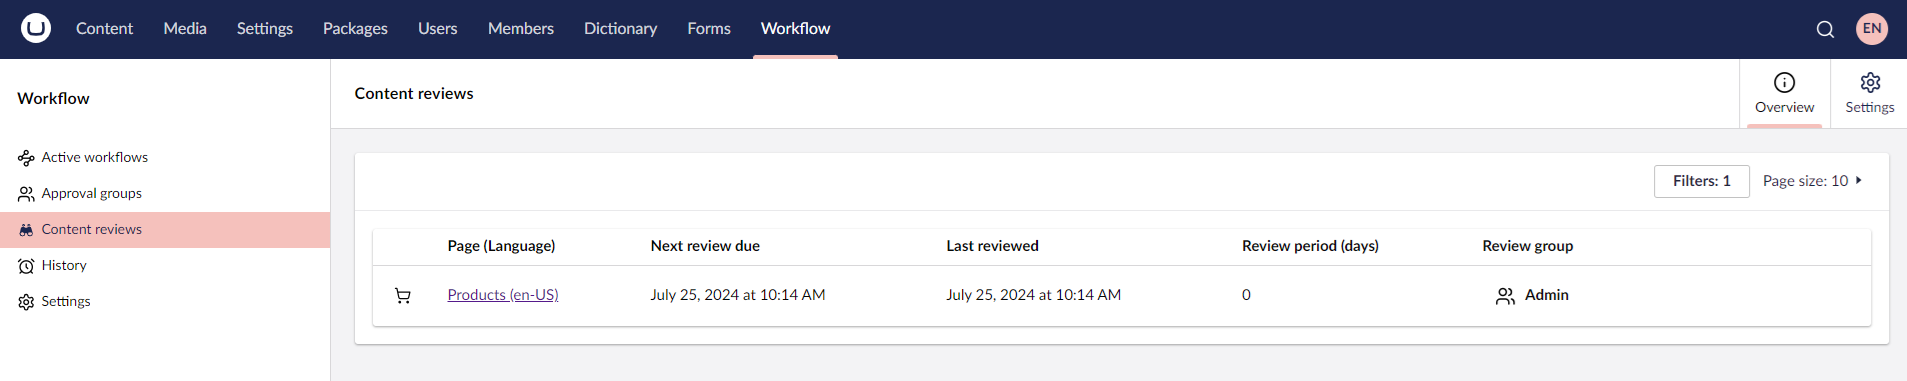 Content Media Settings Packages Users Members Dictionary Forms Workflow EN
Workflow
Active workflows
Approval groups
Content reviews
History
Settings
Content reviews
Overview Settings
Filters: 1 Page size: 10
Page (Language) Next review due Last reviewed Review period (days) Review group
Products (en-US) July 25, 2024 at 10:14 AM July 25, 2024 at 10:14 AM 0 Admin